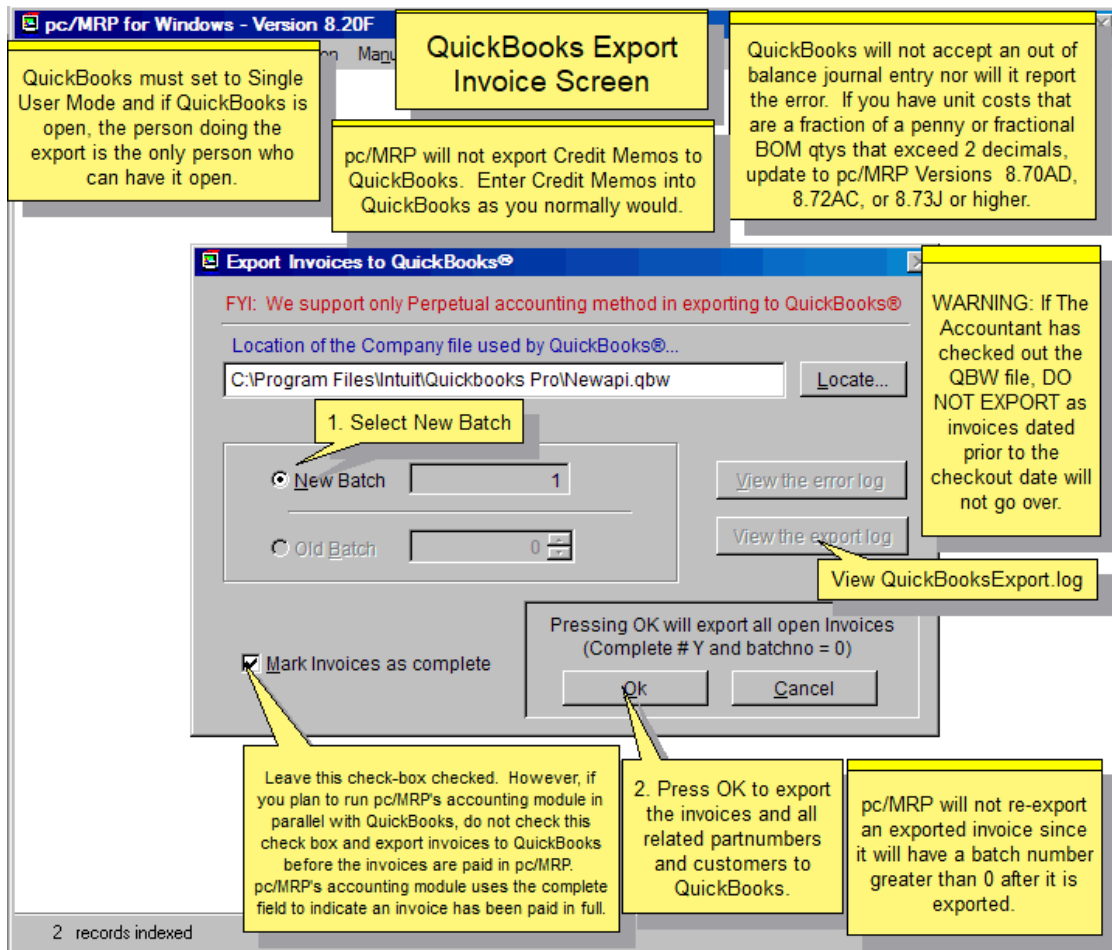 pc/MRP for Windows - Version 8.20F
QuickBooks must set to Single
User Mode and if QuickBooks is
open, the person doing the
export is the only person who
can have it open.
QuickBooks Export
Invoice Screen
pc/MRP will not export Credit Memos to
QuickBooks. Enter Credit Memos into
QuickBooks as you normally would.
QuickBooks will not accept an out of
balance journal entry nor will it report
the error. If you have unit costs that
are a fraction of a penny or fractional
BOM qtys that exceed 2 decimals,
update to pc/MRP Versions 8.70AD,
8.72AC, or 8.73J or higher.
Export Invoices to QuickBooks®
FYI: We support only Perpetual accounting method in exporting to QuickBooks®
Location of the Company file used by QuickBooks®...
C:\Program Files\Intuit\Quickbooks Pro\Newapi.qbw
Locate...
1. Select New Batch
New Batch 1
Old Batch 0
View the error log
View the export log
View QuickBooksExport.log
WARNING: If The
Accountant has
checked out the
QBW file, DO
NOT EXPORT as
invoices dated
prior to the
checkout date will
not go over.
Mark Invoices as complete
Pressing OK will export all open Invoices
(Complete # Y and batchno = 0)
Ok
Cancel
Leave this check-box checked. However, if
you plan to run pc/MRP's accounting module in
parallel with QuickBooks, do not check this
check box and export invoices to QuickBooks
before the invoices are paid in pc/MRP.
pc/MRP's accounting module uses the complete
field to indicate an invoice has been paid in full.
2. Press OK to export
the invoices and all
related partnumbers
and customers to
QuickBooks.
pc/MRP will not re-export
an exported invoice since
it will have a batch number
greater than 0 after it is
exported.
2 records indexed